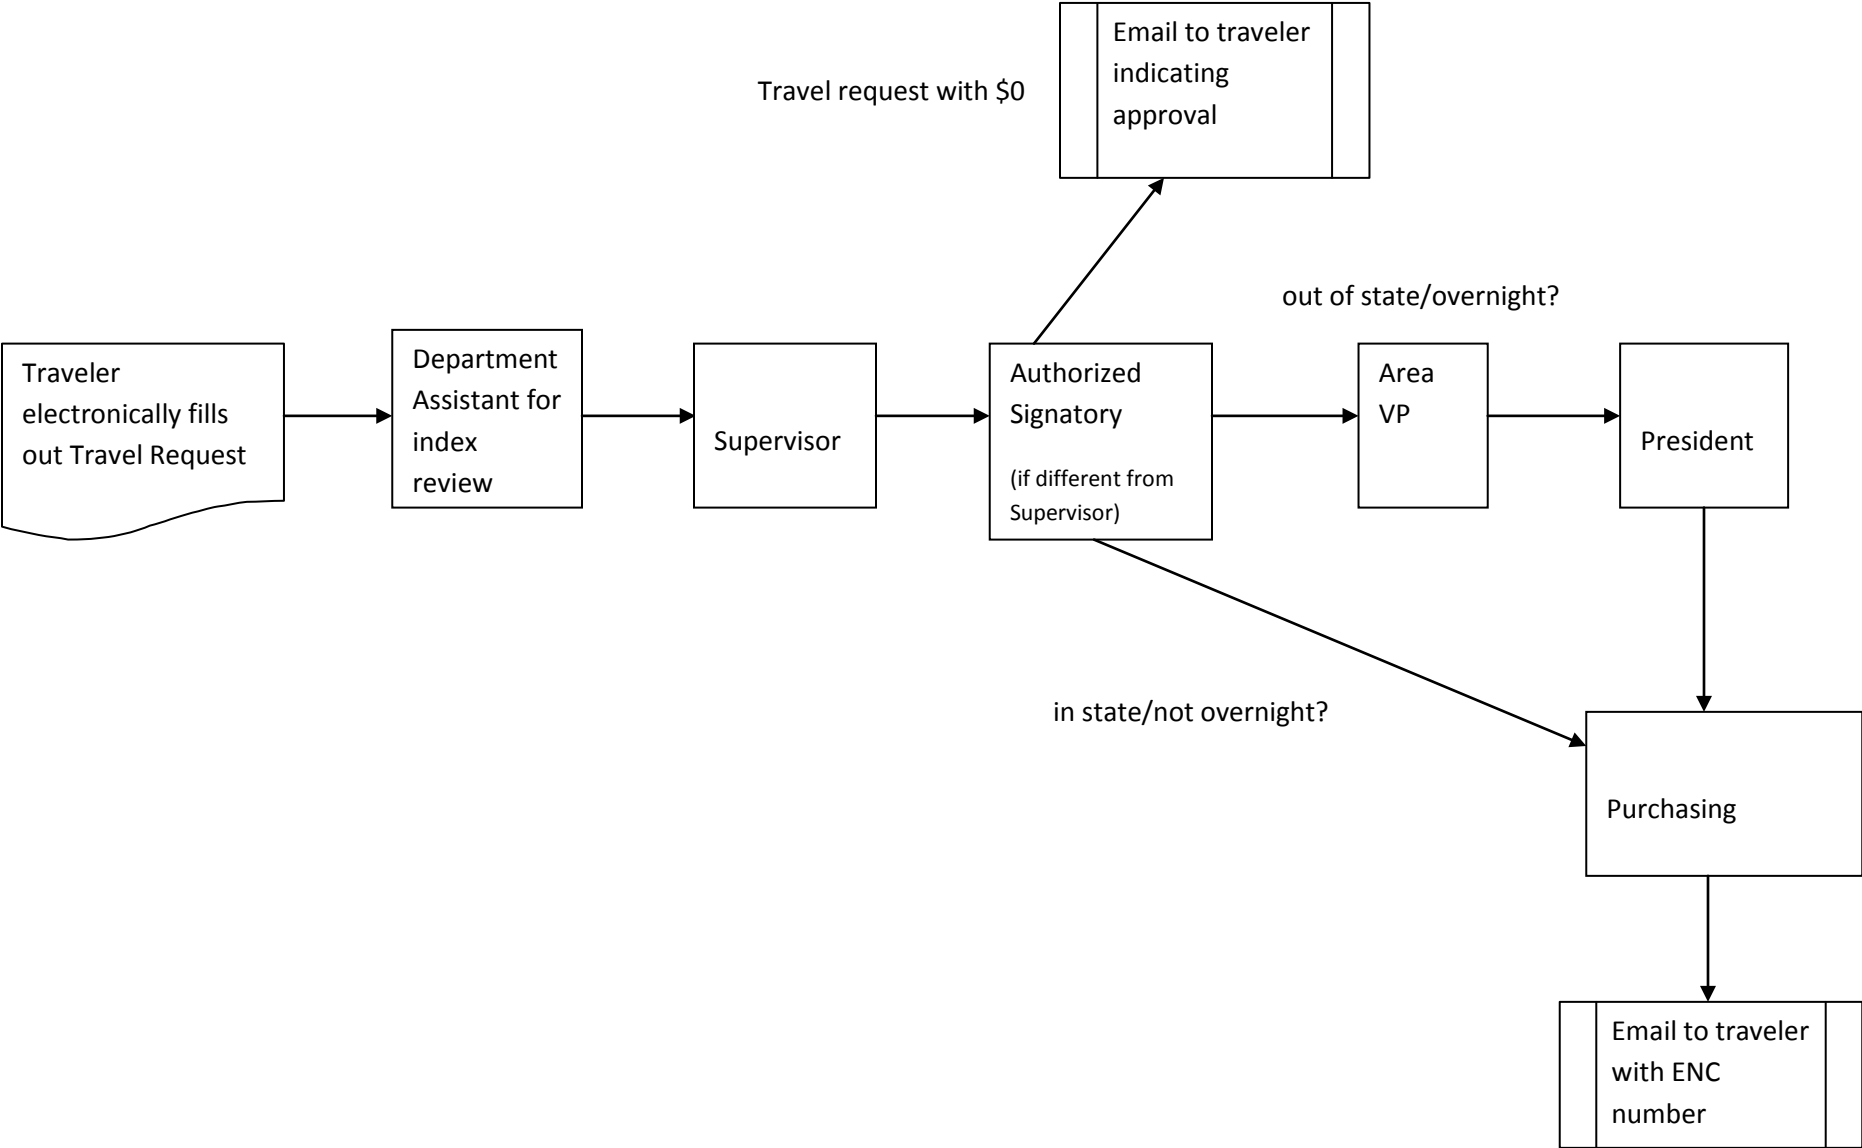 Email to traveler
indicating
approval
Travel request with $0
out of state/overnight?
Traveler
electronically fills
out Travel Request
Department
Assistant for
index
review
Supervisor
Authorized
Signatory
(if different from
Supervisor)
Area
VP
President
in state/not overnight?
Purchasing
Email to traveler
with ENC
number